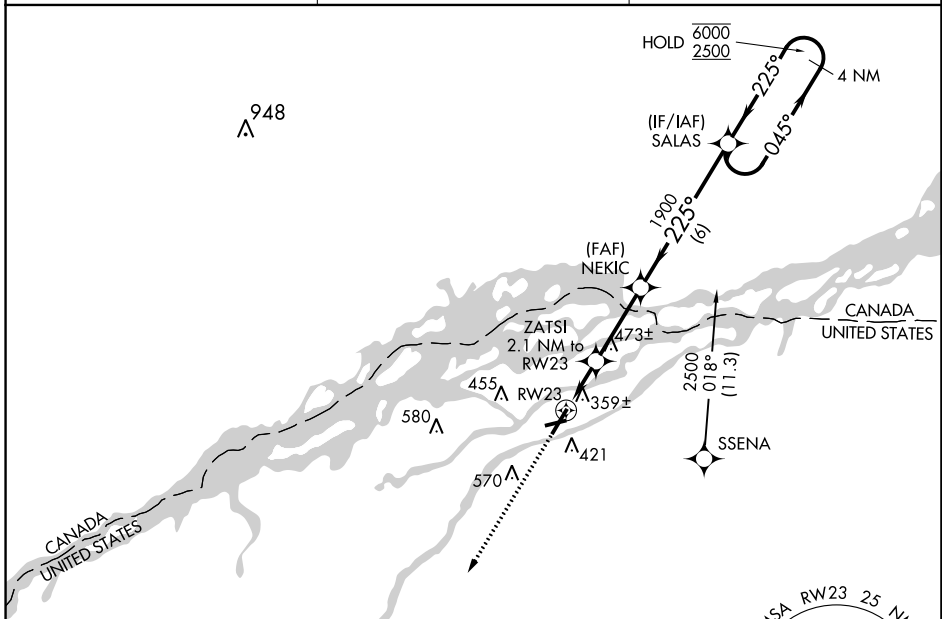 HOLD 6000
2500
4 NM
225°
045°
948
(IF/IAF)
SALAS
1900
225°
(6)
(FAF)
NEKIC
CANADA
UNITED STATES
ZATSI
2.1 NM to
RW23
473±
2500
018°
(11.3)
455
RW23
359±
580
421
SSENA
570
CANADA
UNITED STATES
RW23 25